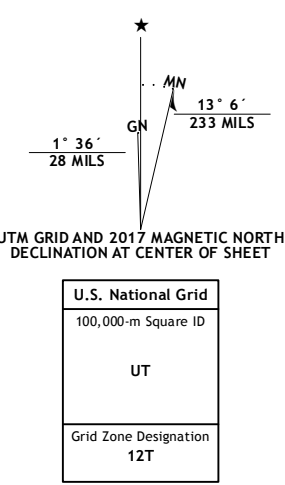 ★
MN
13° 6´
233 MILS
GN
1° 36´
28 MILS
UTM GRID AND 2017 MAGNETIC NORTH
DECLINATION AT CENTER OF SHEET
U.S. National Grid
100,000-m Square ID
UT
Grid Zone Designation
12T